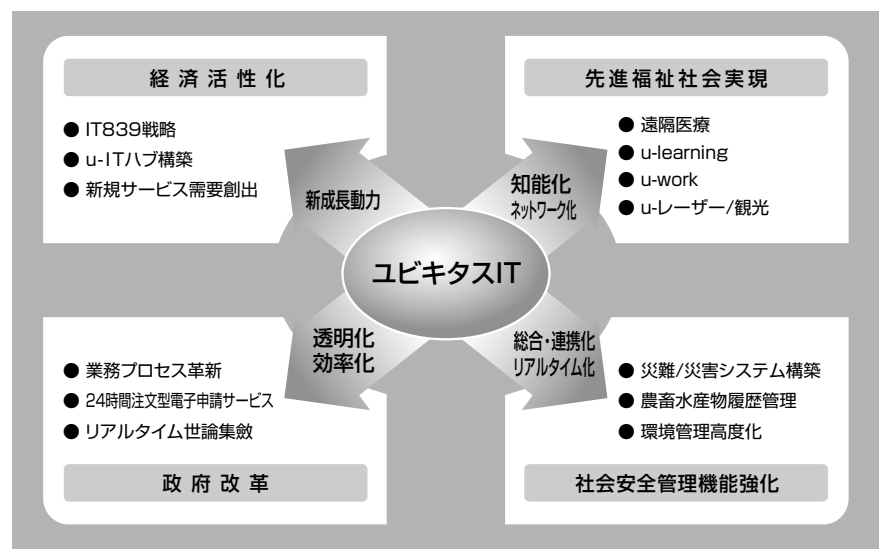 経済活性化
● IT839戦略
● u-ITハブ構築
● 新規サービス需要創出
先進福祉社会実現
● 遠隔医療
● u-learning
● u-work
● u-レーザー/観光
新成長動力
知能化
ネットワーク化
ユビキタスIT
透明化
効率化
総合・連携化
リアルタイム化
● 業務プロセス革新
● 24時間注文型電子申請サービス
● リアルタイム世論集斂
政府改革
● 災難/災害システム構築
● 農畜水産物履歴管理
● 環境管理高度化
社会安全管理機能強化